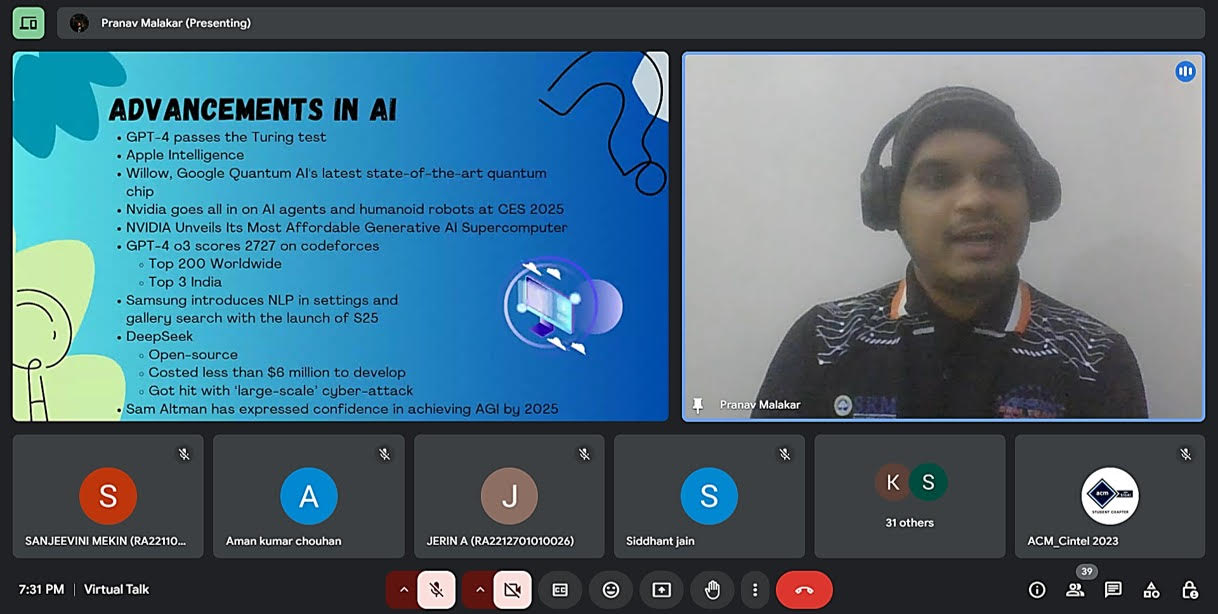 Pranav Malakar (Presenting)
ADVANCEMENTS IN AI
• GPT-4 passes the Turing test
• Apple Intelligence
• Willow, Google Quantum AI's latest state-of-the-art quantum
chip
• Nvidia goes all in on AI agents and humanoid robots at CES 2025
• NVIDIA Unveils Its Most Affordable Generative AI Supercomputer
• GPT-4 o3 scores 2727 on codeforces
◦ Top 200 Worldwide
◦ Top 3 India
• Samsung introduces NLP in settings and
gallery search with the launch of S25
• DeepSeek
◦ Open-source
◦ Costed less than $6 million to develop
◦ Got hit with 'large-scale' cyber-attack
• Sam Altman has expressed confidence in achieving AGI by 2025
Pranav Malakar
S
SANJEEVINI MEKIN (RA22110...
A
Aman kumar chouhan
J
JERIN A (RA2212701010026)
S
Siddhant jain
K S
31 others
acm
STUDENT CHAPTER
ACM_Cintel 2023
7:31 PM | Virtual Talk
39